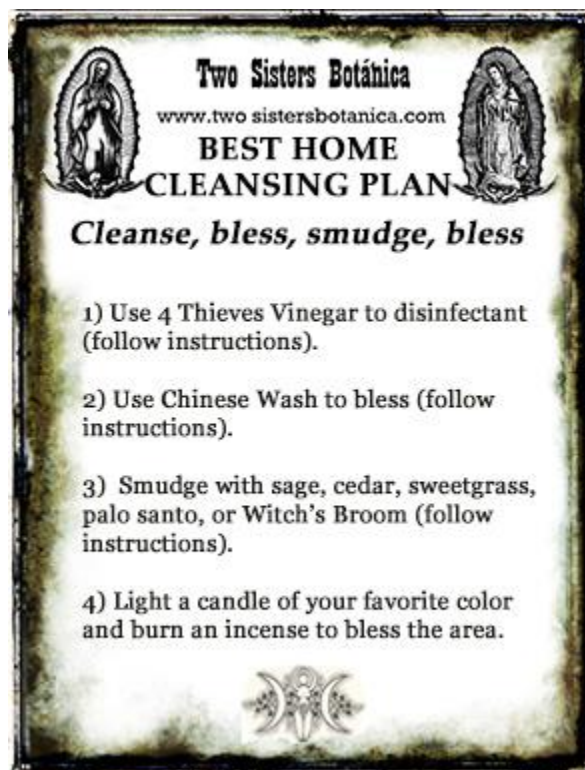 Two Sisters Botánica
www.two sistersbotanica.com
BEST HOME
CLEANSING PLAN
Cleanse, bless, smudge, bless
1) Use 4 Thieves Vinegar to disinfectant
(follow instructions).
2) Use Chinese Wash to bless (follow
instructions).
3)  Smudge with sage, cedar, sweetgrass,
palo santo, or Witch's Broom (follow
instructions).
4) Light a candle of your favorite color
and burn an incense to bless the area.